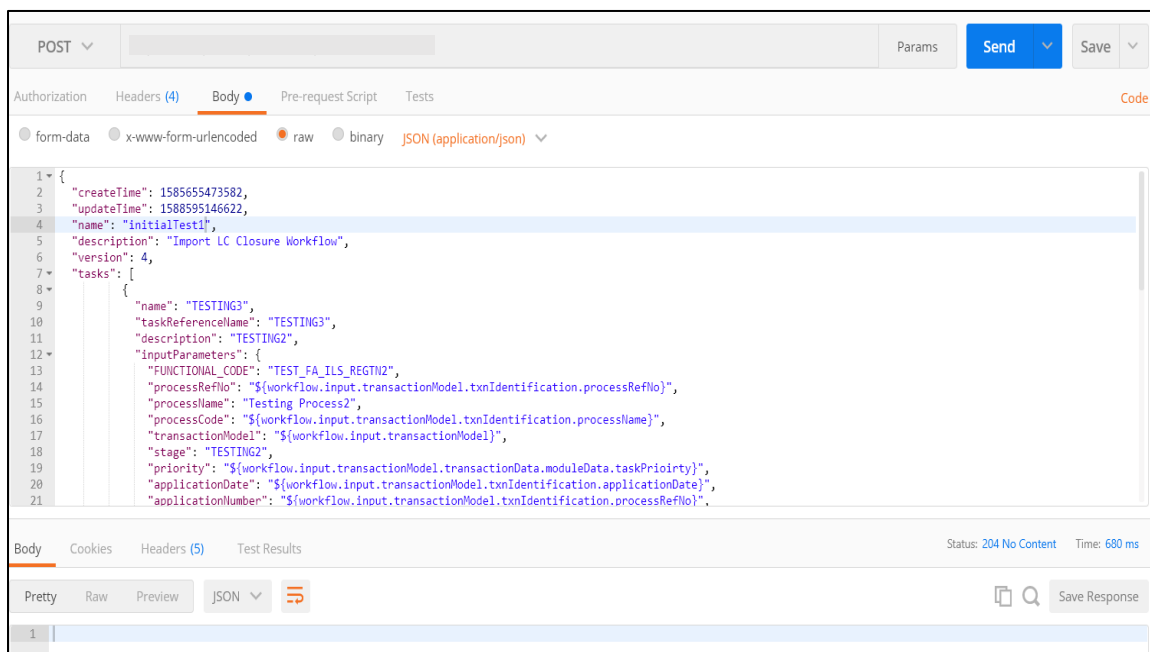 POST Params Send Save
Authorization Headers (4) Body Pre-request Script Tests Code
form-data x-www-form-urlencoded raw binary JSON (application/json)
1 {
2 "createTime": 1585655473582,
3 "updateTime": 1588595146622,
4 "name": "initialTest1",
5 "description": "Import LC Closure Workflow",
6 "version": 4,
7 "tasks": [
8 {
9 "name": "TESTING3",
10 "taskReferenceName": "TESTING3",
11 "description": "TESTING2",
12 "inputParameters": {
13 "FUNCTIONAL_CODE": "TEST_FA_ILS_REGTN2",
14 "processRefNo": "${workflow.input.transactionModel.txnIdentification.processRefNo}",
15 "processName": "Testing Process2",
16 "processCode": "${workflow.input.transactionModel.txnIdentification.processName}",
17 "transactionModel": "${workflow.input.transactionModel}",
18 "stage": "TESTING2",
19 "priority": "${workflow.input.transactionModel.transactionData.moduleData.taskPrioirty}",
20 "applicationDate": "${workflow.input.transactionModel.txnIdentification.applicationDate}",
21 "applicationNumber": "${workflow.input.transactionModel.txnIdentification.processRefNo}",
Body Cookies Headers (5) Test Results Status: 204 No Content Time: 680 ms
Pretty Raw Preview JSON Save Response
1